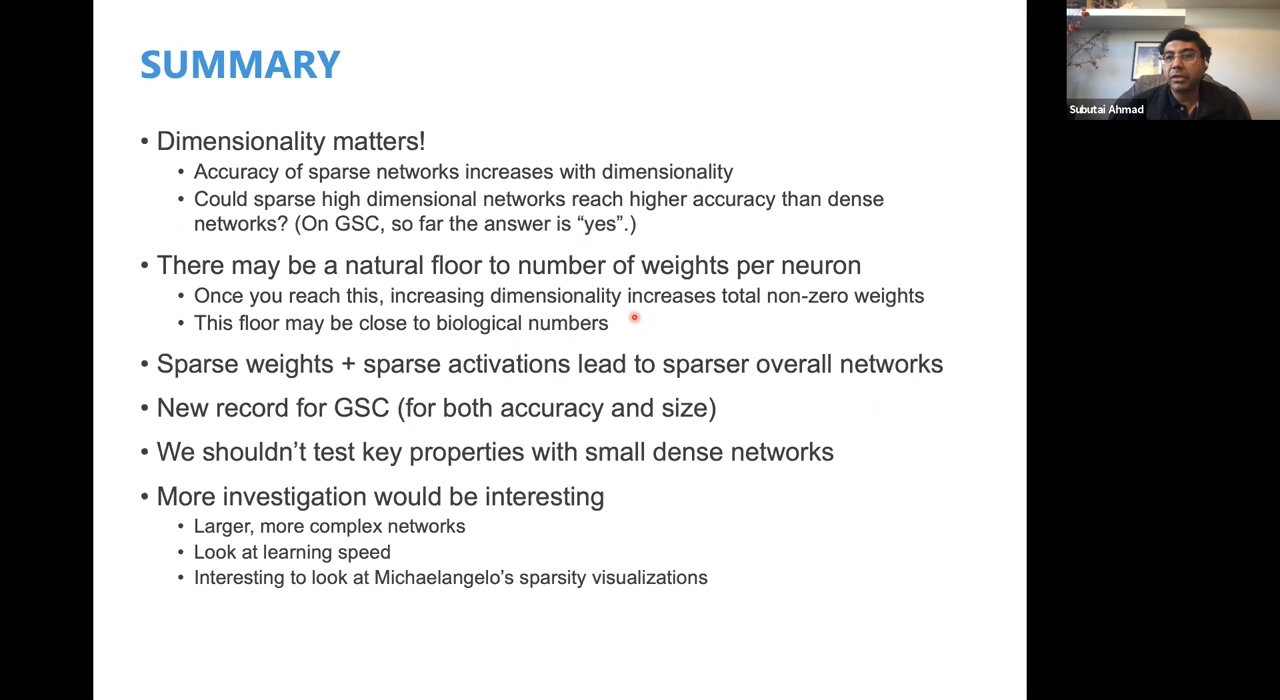 SUMMARY
• Dimensionality matters!
• Accuracy of sparse networks increases with dimensionality
• Could sparse high dimensional networks reach higher accuracy than dense
networks? (On GSC, so far the answer is “yes”.)
• There may be a natural floor to number of weights per neuron
• Once you reach this, increasing dimensionality increases total non-zero weights
• This floor may be close to biological numbers
• Sparse weights + sparse activations lead to sparser overall networks
• New record for GSC (for both accuracy and size)
• We shouldn’t test key properties with small dense networks
• More investigation would be interesting
• Larger, more complex networks
• Look at learning speed
• Interesting to look at Michaelangelo’s sparsity visualizations
Subutai Ahmad